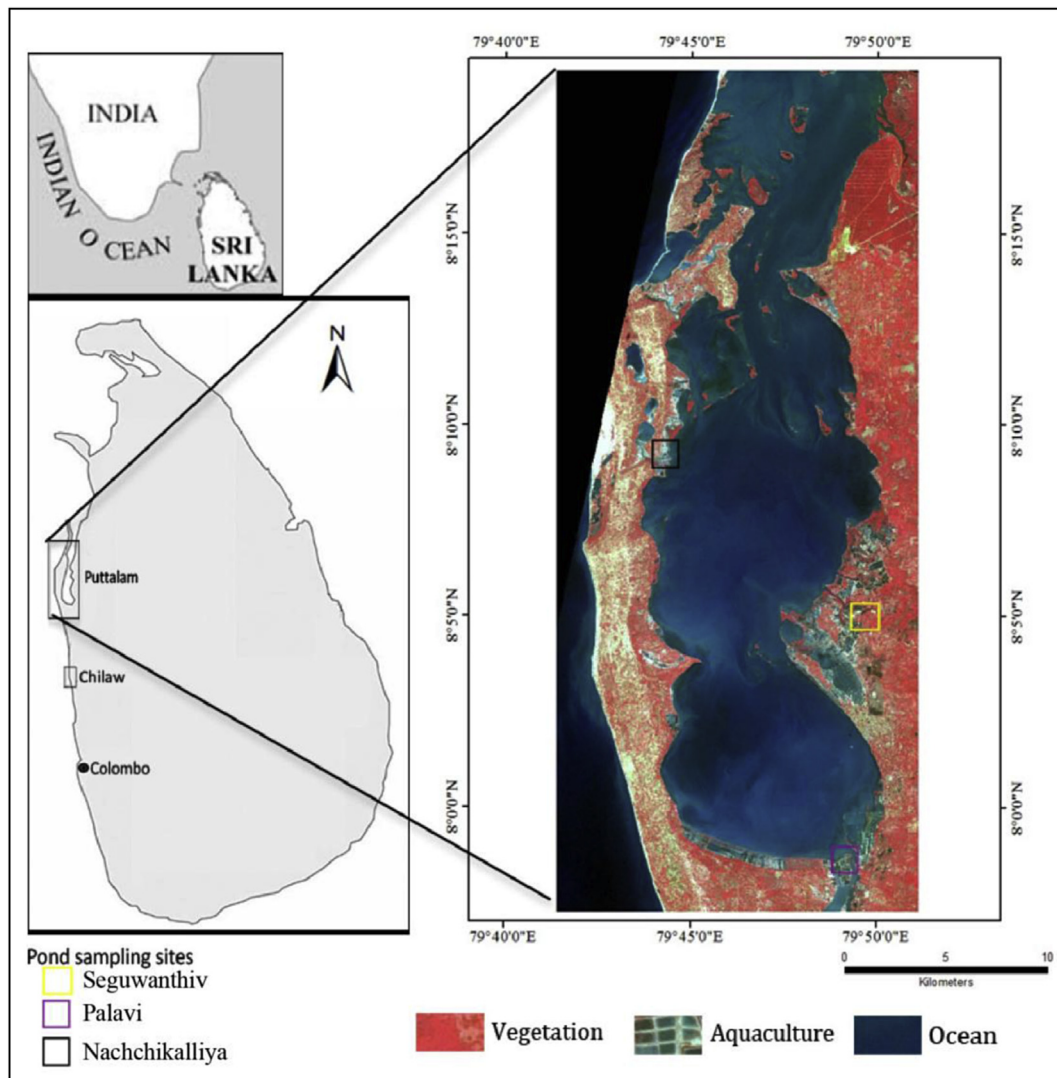 INDIA
INDIAN OCEAN
SRI
LANKA
N
Puttalam
Chilaw
Colombo
79°40'0"E
79°45'0"E
79°50'0"E
8°15'0"N
8°15'0"N
8°10'0"N
8°10'0"N
8°5'0"N
8°5'0"N
8°0'0"N
8°0'0"N
79°40'0"E
79°45'0"E
79°50'0"E
0 5 10
Kilometers
Pond sampling sites
Seguwanthiv
Palavi
Nachchikalliya
Vegetation
Aquaculture
Ocean